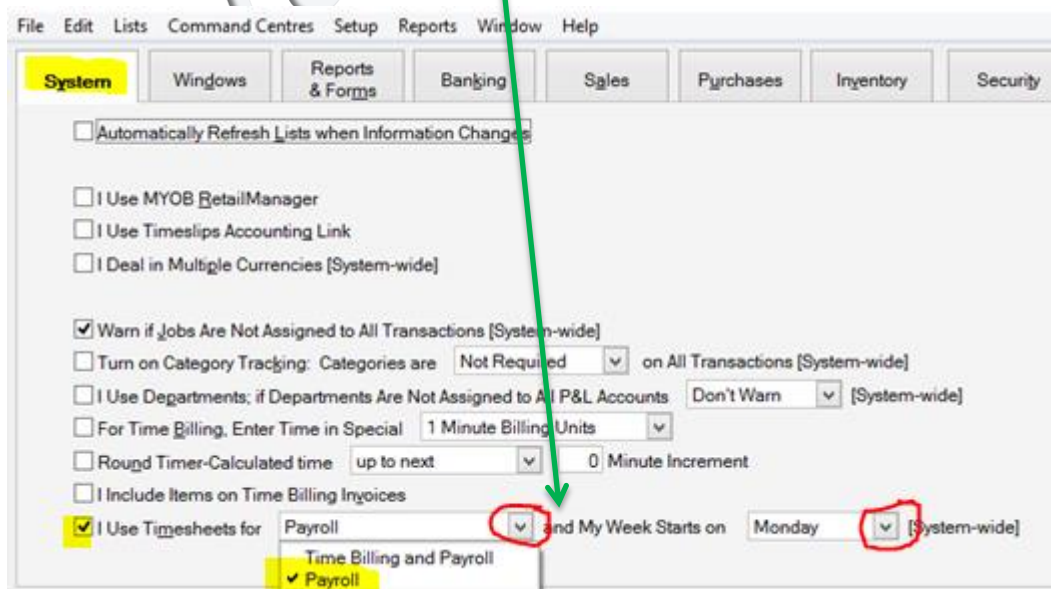 File Edit Lists Command Centres Setup Reports Window Help
System Windows Reports & Forms Banking Sales Purchases Inventory Security
Automatically Refresh Lists when Information Changes
I Use MYOB RetailManager
I Use Timeslips Accounting Link
I Deal in Multiple Currencies [System-wide]
Warn if Jobs Are Not Assigned to All Transactions [System-wide]
Turn on Category Tracking: Categories are Not Required on All Transactions [System-wide]
I Use Departments; if Departments Are Not Assigned to All P&L Accounts Don't Warn [System-wide]
For Time Billing, Enter Time in Special 1 Minute Billing Units
Round Timer-Calculated time up to next 0 Minute Increment
I Include Items on Time Billing Invoices
I Use Timesheets for Payroll and My Week Starts on Monday [System-wide]
Time Billing and Payroll
Payroll